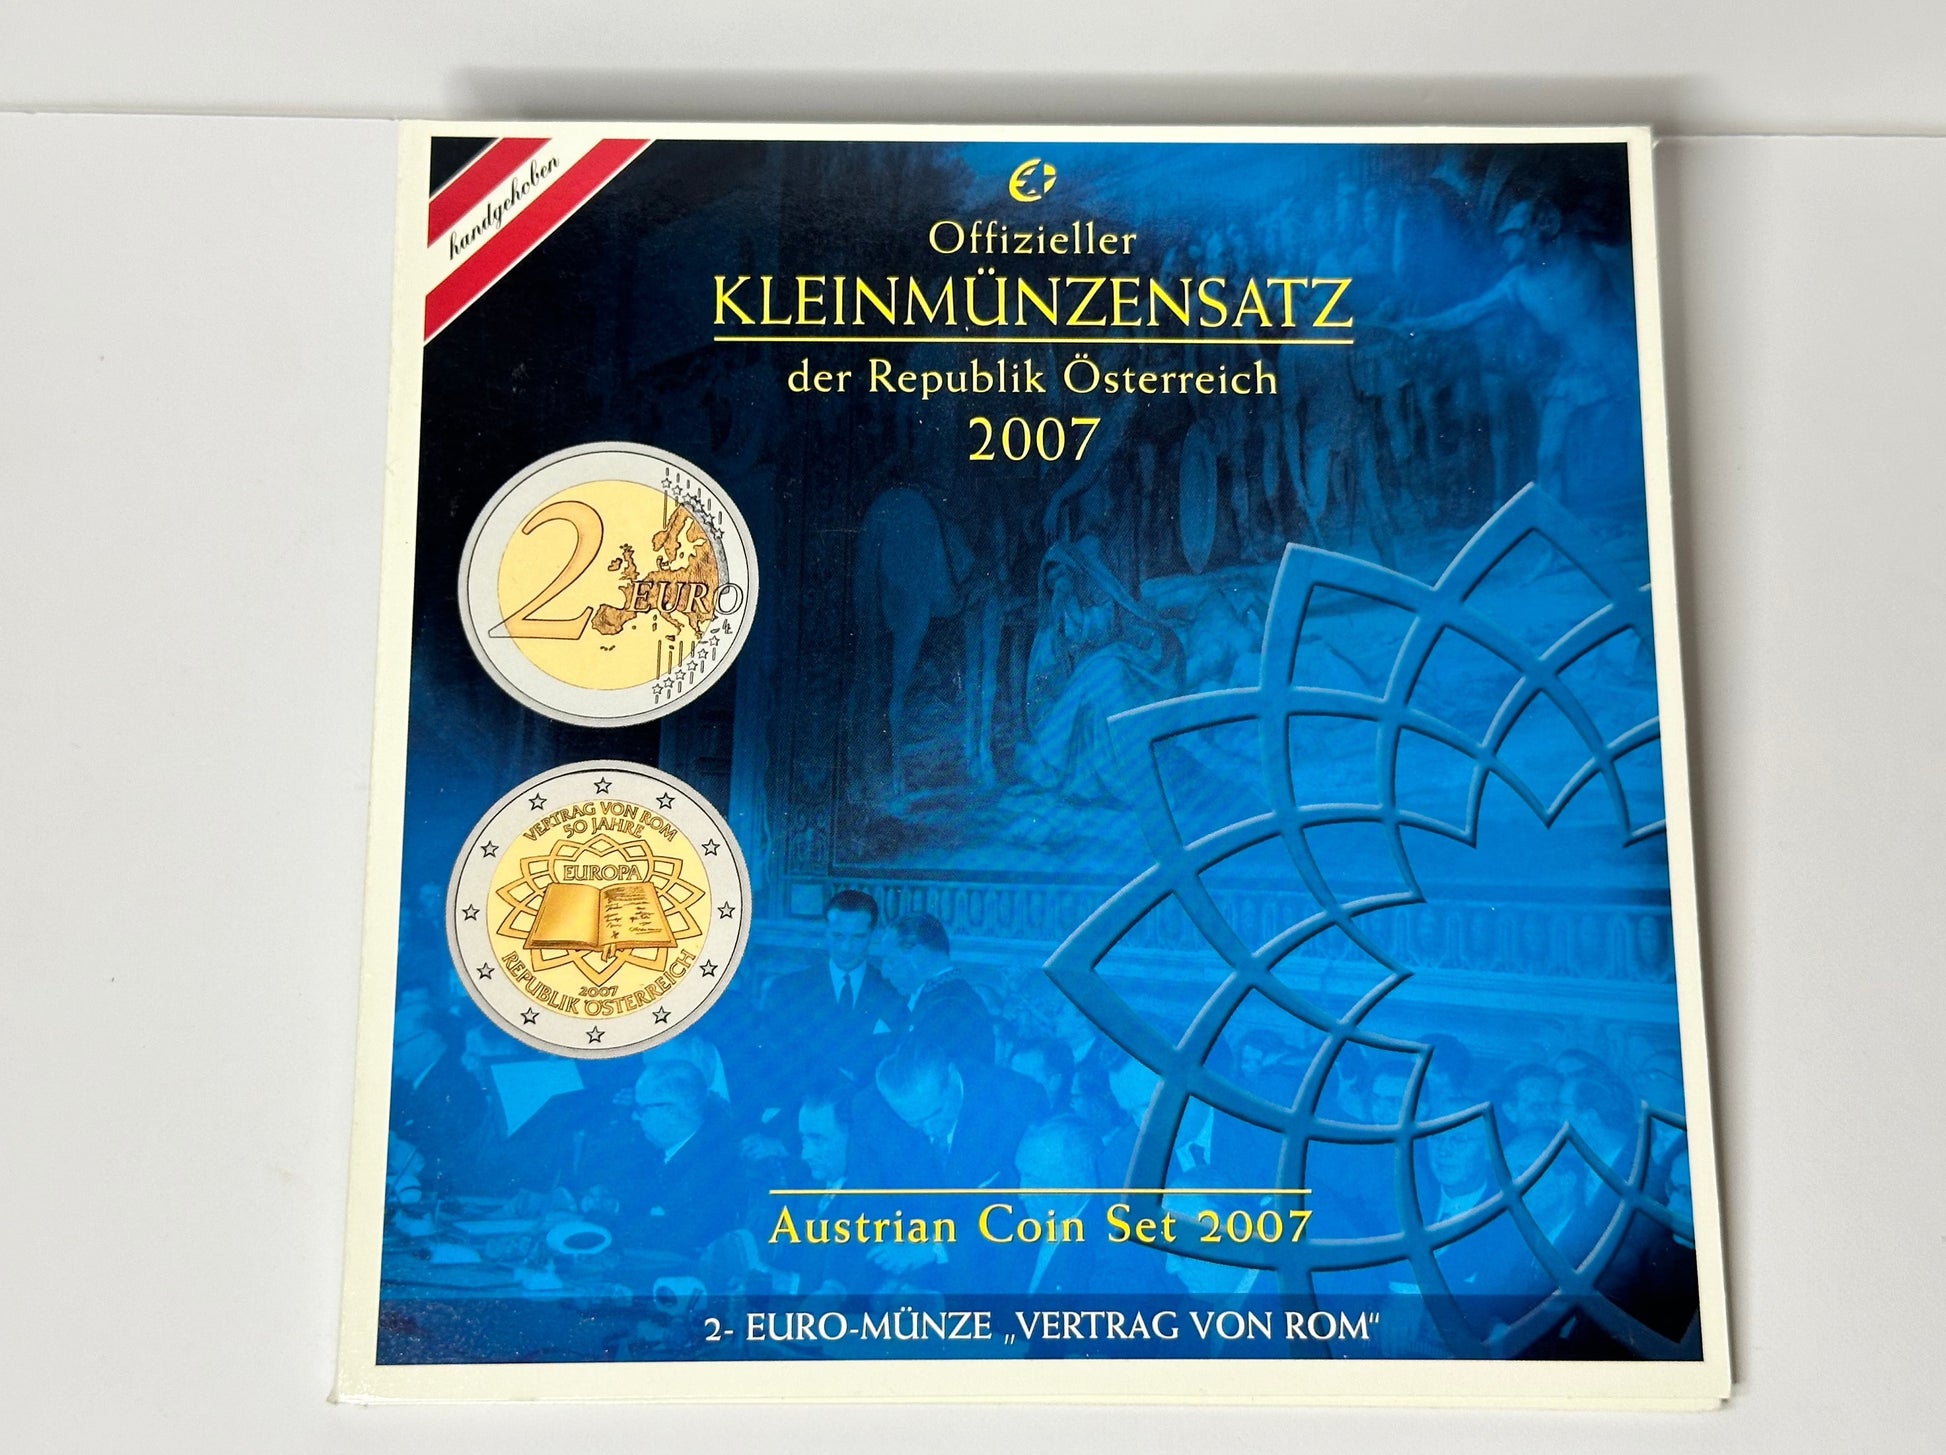 handgehoben
Offizieller
KLEINMÜNZENSATZ
der Republik Österreich
2007
2 EURO
VERTRAG VON ROM
50 JAHRE
EUROPA
2007
REPUBLIK ÖSTERREICH
Austrian Coin Set 2007
2- EURO-MÜNZE „VERTRAG VON ROM“